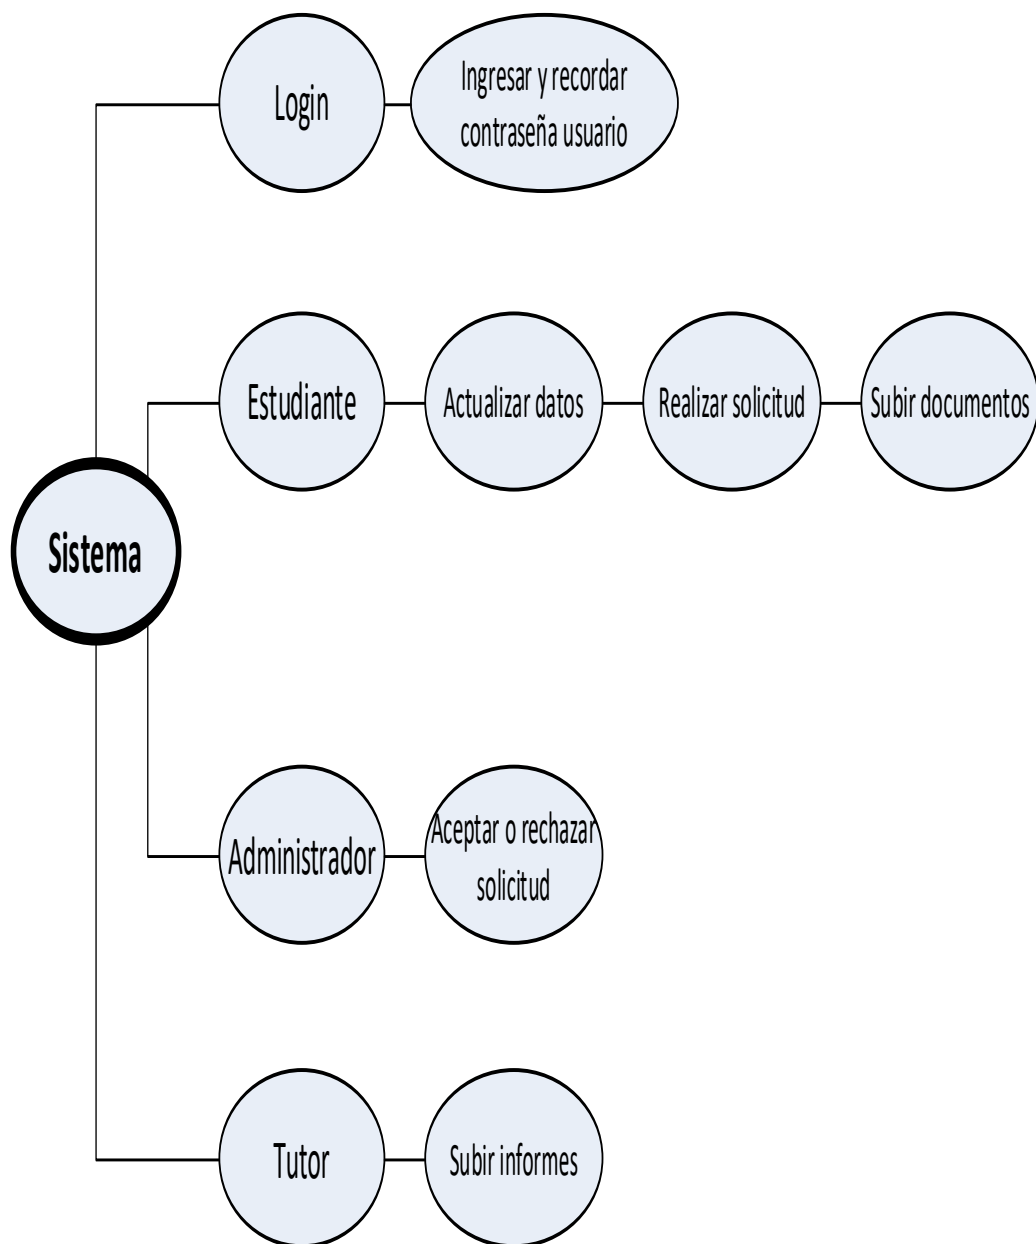 Login
Ingresar y recordar
contraseña usuario
Estudiante
Actualizar datos
Realizar solicitud
Subir documentos
Sistema
Administrador
Aceptar o rechazar
solicitud
Tutor
Subir informes